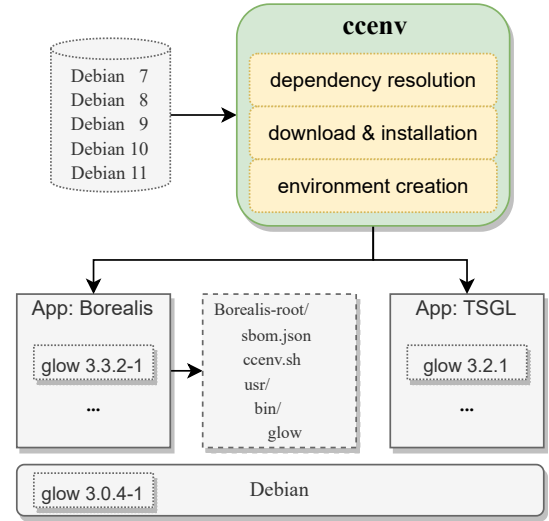 ccenv
Debian 7
Debian 8
Debian 9
Debian 10
Debian 11
dependency resolution
download & installation
environment creation
App: Borealis
glow 3.3.2-1
...
Borealis-root/
sbom.json
ccenv.sh
usr/
bin/
glow
App: TSGL
glow 3.2.1
...
glow 3.0.4-1
Debian